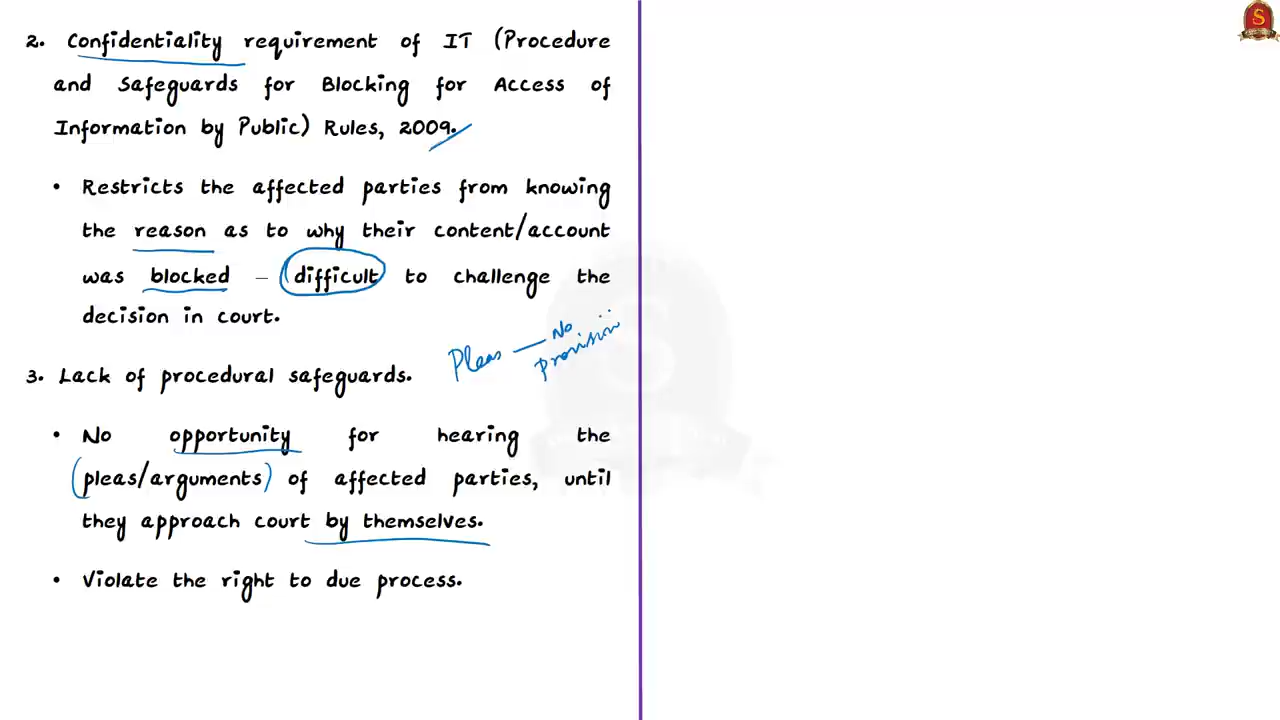 2. Confidentiality requirement of IT (Procedure
and Safeguards for Blocking for Access of
Information by Public) Rules, 2009.
• Restricts the affected parties from knowing
the reason as to why their content/account
was blocked – difficult to challenge the
decision in court.
Pleas — No
provision
3. Lack of procedural safeguards.
• No opportunity for hearing the
(pleas/arguments) of affected parties, until
they approach court by themselves.
• Violate the right to due process.
S